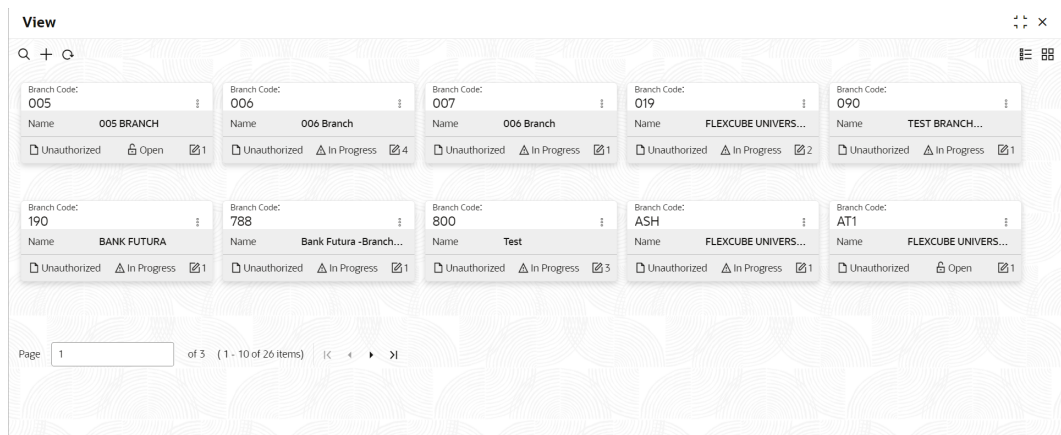 View
Branch Code:
005
Name 005 BRANCH
Unauthorized Open 1
Branch Code:
006
Name 006 Branch
Unauthorized In Progress 4
Branch Code:
007
Name 006 Branch
Unauthorized In Progress 1
Branch Code:
019
Name FLEXCUBE UNIVERS...
Unauthorized In Progress 2
Branch Code:
090
Name TEST BRANCH...
Unauthorized In Progress 1
Branch Code:
190
Name BANK FUTURA
Unauthorized In Progress 1
Branch Code:
788
Name Bank Futura -Branch...
Unauthorized In Progress 1
Branch Code:
800
Name Test
Unauthorized In Progress 3
Branch Code:
ASH
Name FLEXCUBE UNIVERS...
Unauthorized In Progress 1
Branch Code:
AT1
Name FLEXCUBE UNIVERS...
Unauthorized Open 1
Page 1 of 3 ( 1 - 10 of 26 items)